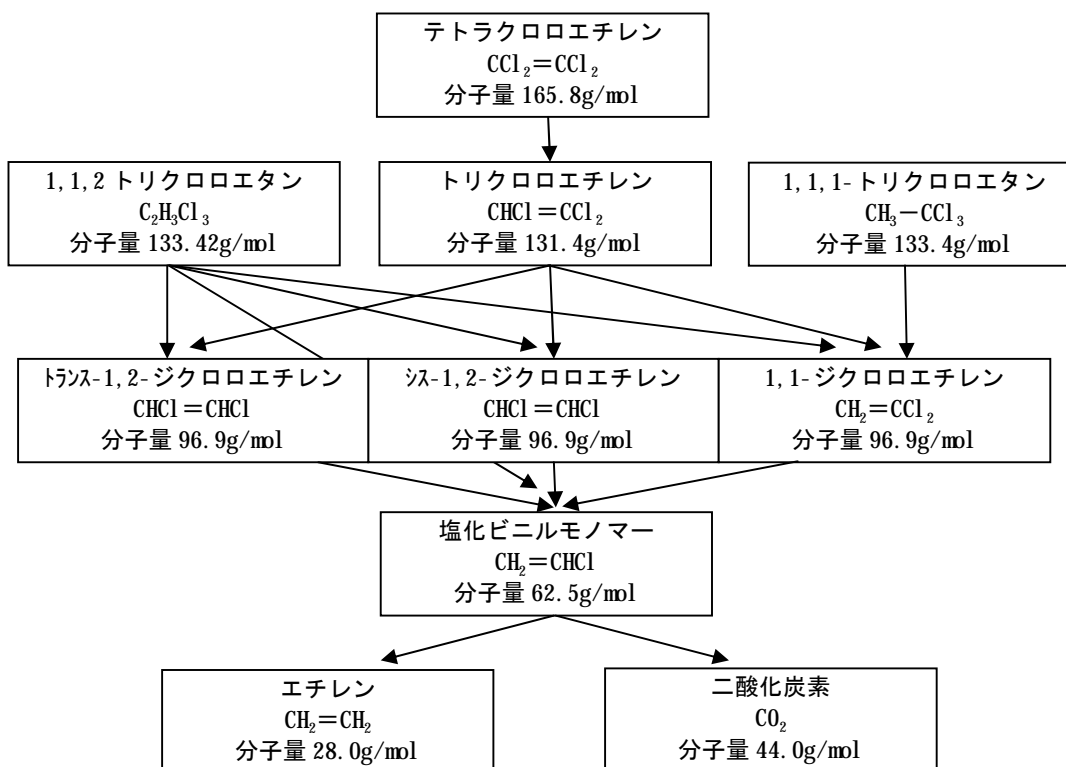 テトラクロロエチレン
CCl₂＝CCl₂
分子量 165.8g/mol
1,1,2 トリクロロエタン
C₂H₃Cl₃
分子量 133.42g/mol
トリクロロエチレン
CHCl＝CCl₂
分子量 131.4g/mol
1,1,1-トリクロロエタン
CH₃－CCl₃
分子量 133.4g/mol
ﾄﾗﾝｽ-1,2-ジクロロエチレン
CHCl＝CHCl
分子量 96.9g/mol
ｼｽ-1,2-ジクロロエチレン
CHCl＝CHCl
分子量 96.9g/mol
1,1-ジクロロエチレン
CH₂＝CCl₂
分子量 96.9g/mol
塩化ビニルモノマー
CH₂＝CHCl
分子量 62.5g/mol
エチレン
CH₂＝CH₂
分子量 28.0g/mol
二酸化炭素
CO₂
分子量 44.0g/mol